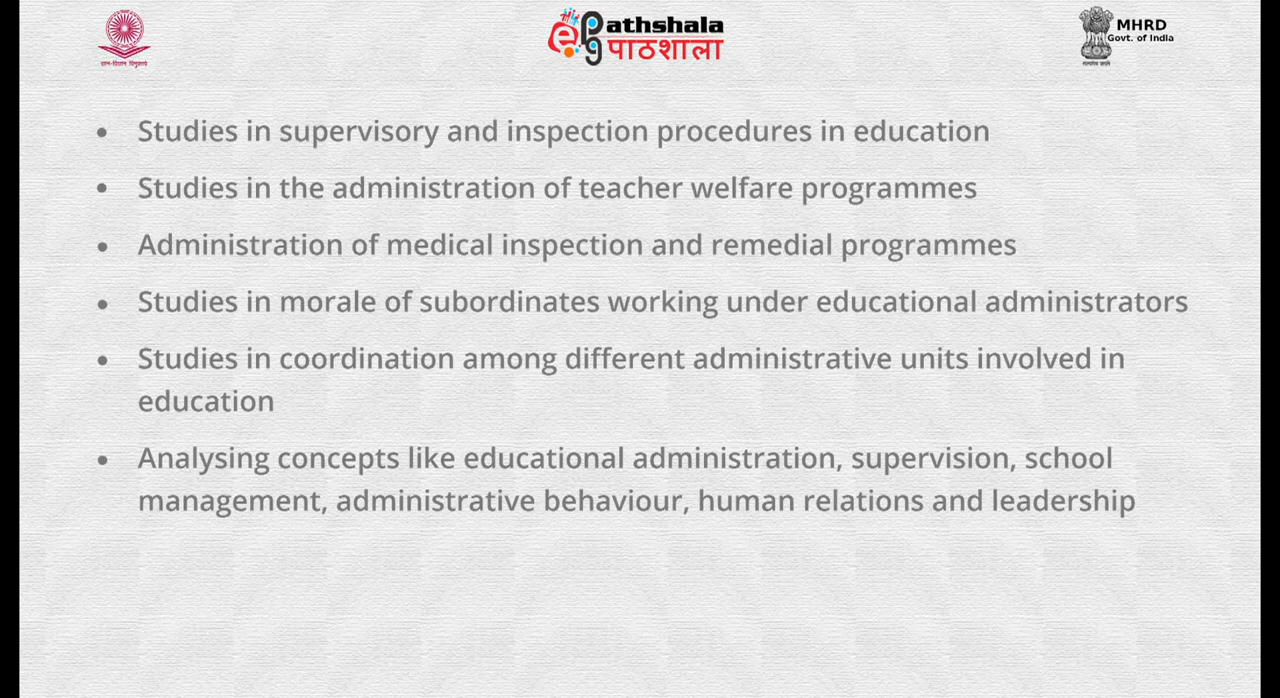 ePG Pathshala
पाठशाला
MHRD
Govt. of India
• Studies in supervisory and inspection procedures in education
• Studies in the administration of teacher welfare programmes
• Administration of medical inspection and remedial programmes
• Studies in morale of subordinates working under educational administrators
• Studies in coordination among different administrative units involved in
education
• Analysing concepts like educational administration, supervision, school
management, administrative behaviour, human relations and leadership